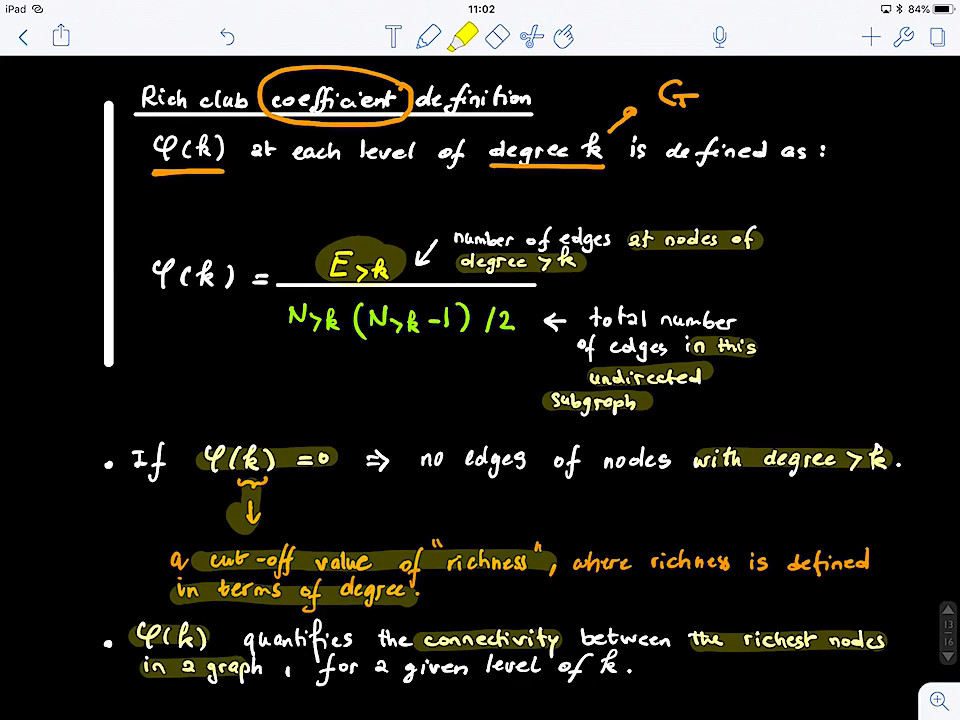 iPad 11:02 84%
T
Rich club coefficient definition
G
φ(k) at each level of degree k is defined as :
number of edges at nodes of
degree > k
φ(k) = E>k / N>k (N>k -1) /2
← total number
of edges in this
undirected
subgraph
• If φ(k) =0 ⇒ no edges of nodes with degree > k.
↓
a cut-off value of "richness", where richness is defined
in terms of degree.
• φ(k) quantifies the connectivity between the richest nodes
in a graph, for a given level of k.
13
16